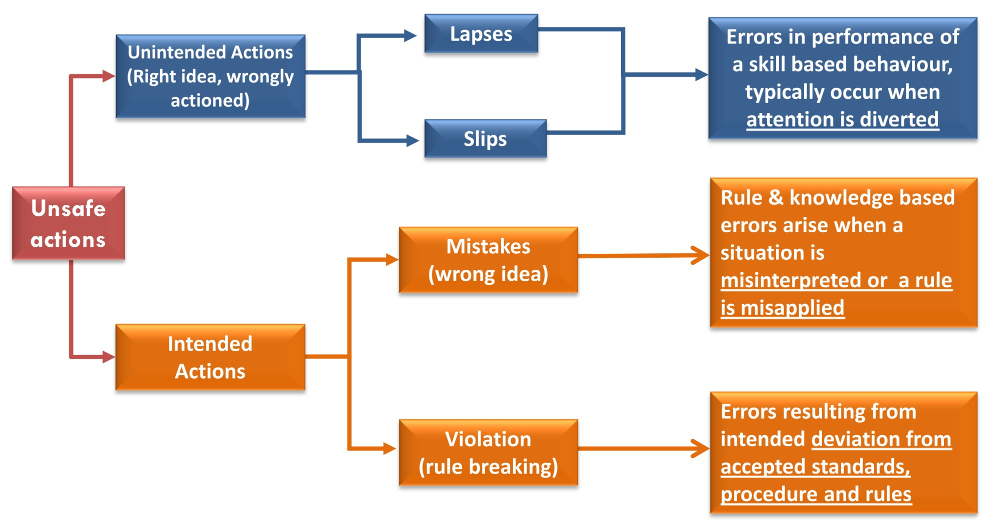 Unsafe
actions
Unintended Actions
(Right idea, wrongly
actioned)
Lapses
Slips
Errors in performance of
a skill based behaviour,
typically occur when
attention is diverted
Intended
Actions
Mistakes
(wrong idea)
Rule & knowledge based
errors arise when a
situation is
misinterpreted or  a rule
is misapplied
Violation
(rule breaking)
Errors resulting from
intended deviation from
accepted standards,
procedure and rules